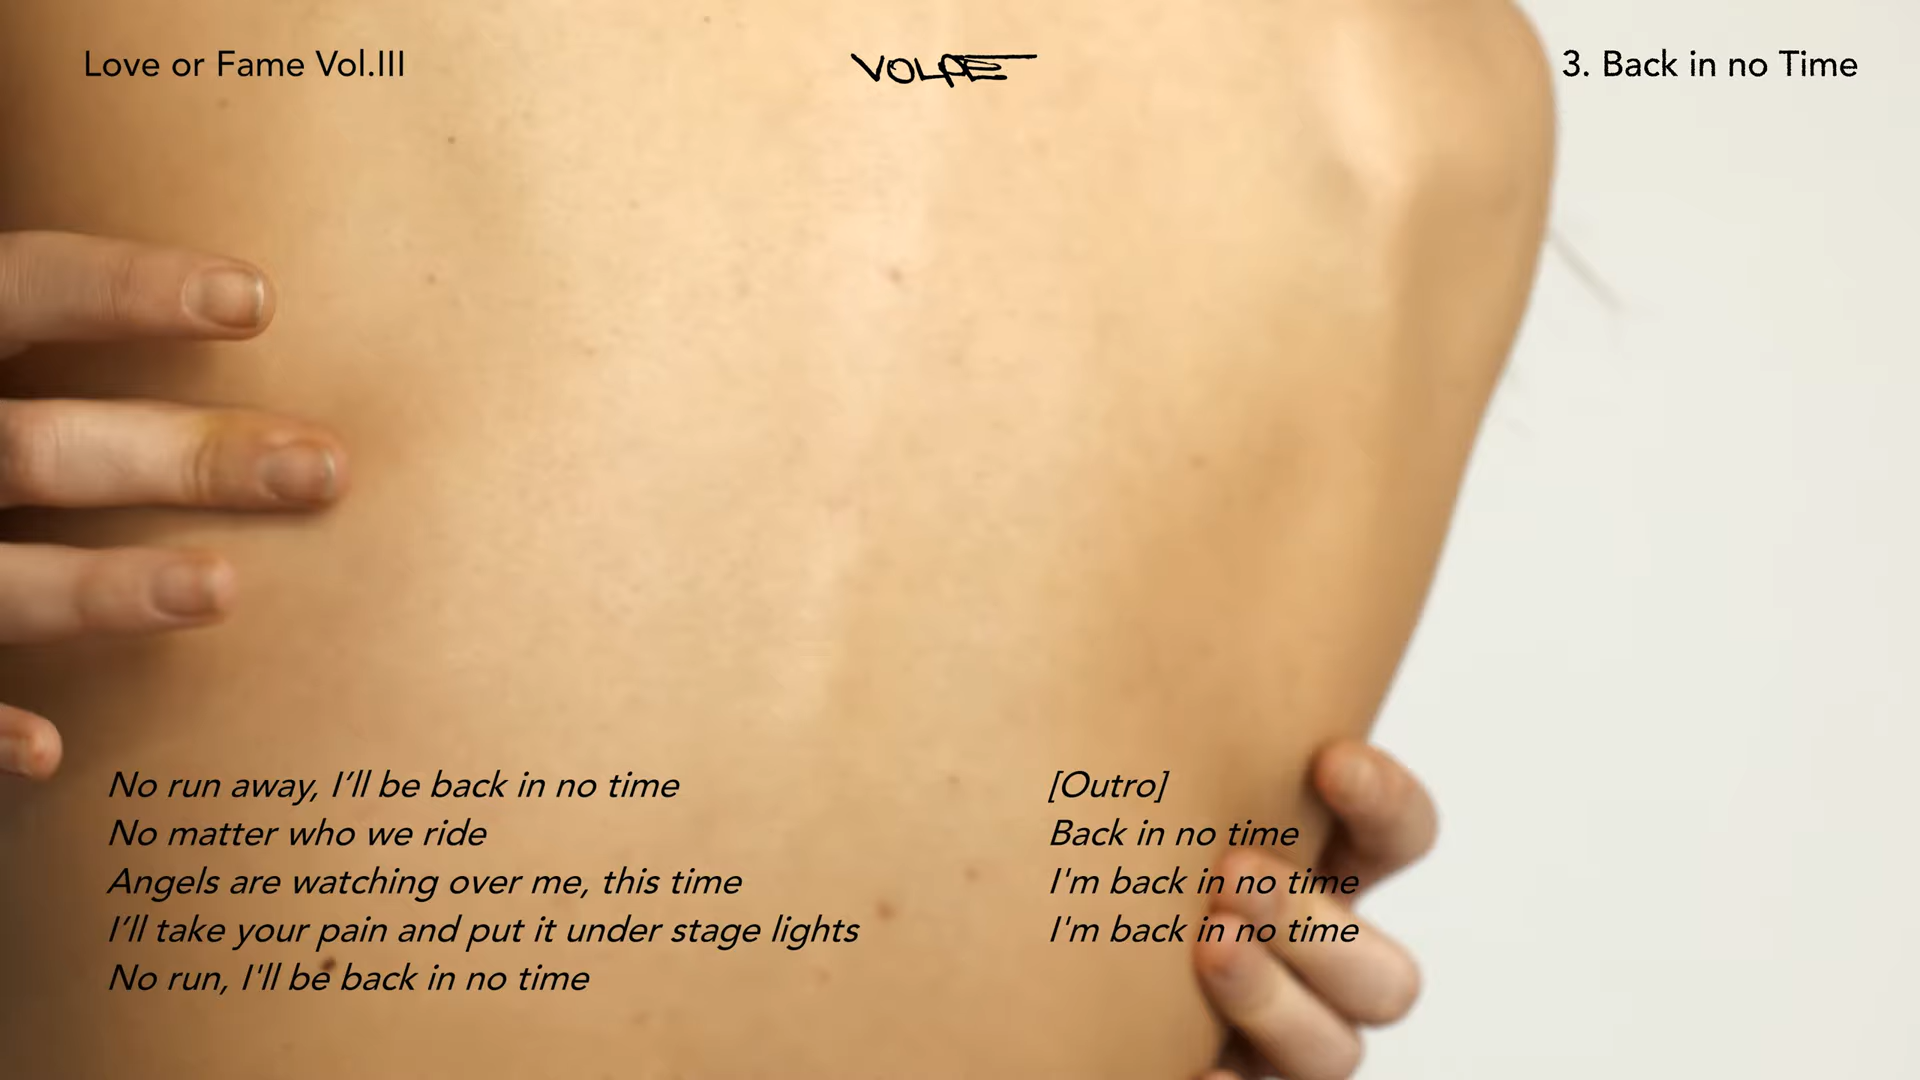 Love or Fame Vol.III
VOLPE
3. Back in no Time
No run away, I’ll be back in no time
No matter who we ride
Angels are watching over me, this time
I’ll take your pain and put it under stage lights
No run, I'll be back in no time
[Outro]
Back in no time
I'm back in no time
I'm back in no time